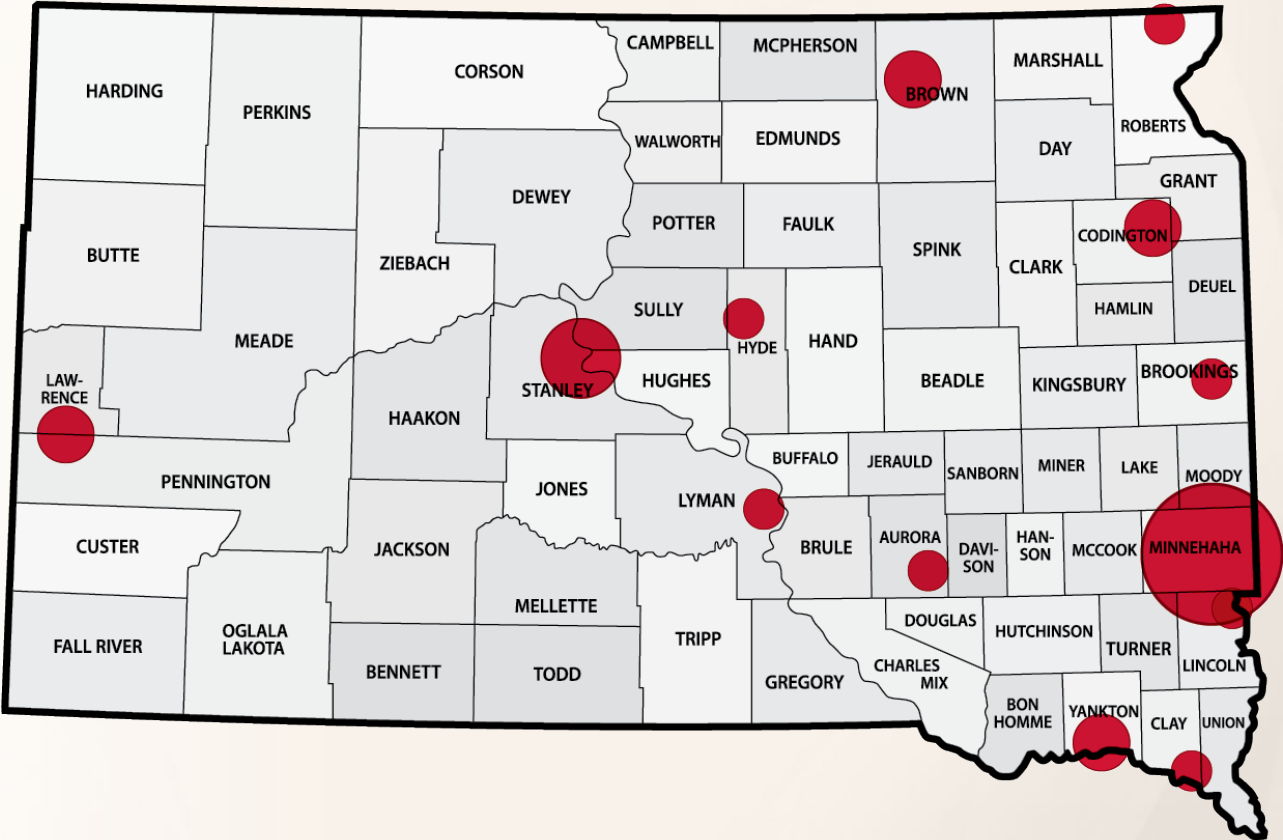 CAMPBELL
MCPHERSON
MARSHALL
CORSON
HARDING
BROWN
PERKINS
ROBERTS
WALWORTH
EDMUNDS
DAY
GRANT
DEWEY
POTTER
FAULK
CODINGTON
SPINK
BUTTE
ZIEBACH
CLARK
DEUEL
HAMLIN
SULLY
MEADE
HYDE
HAND
BROOKINGS
LAW-
RENCE
HUGHES
BEADLE
KINGSBURY
STANLEY
HAAKON
BUFFALO
JERAULD
SANBORN
MINER
LAKE
MOODY
PENNINGTON
JONES
LYMAN
AURORA
CUSTER
JACKSON
BRULE
DAVI-
SON
HAN-
SON
MCCOOK
MINNEHAHA
MELLETTE
DOUGLAS
HUTCHINSON
OGLALA
LAKOTA
FALL RIVER
TRIPP
TURNER
LINCOLN
BENNETT
TODD
GREGORY
CHARLES
MIX
BON
HOMME
YANKTON
CLAY
UNION